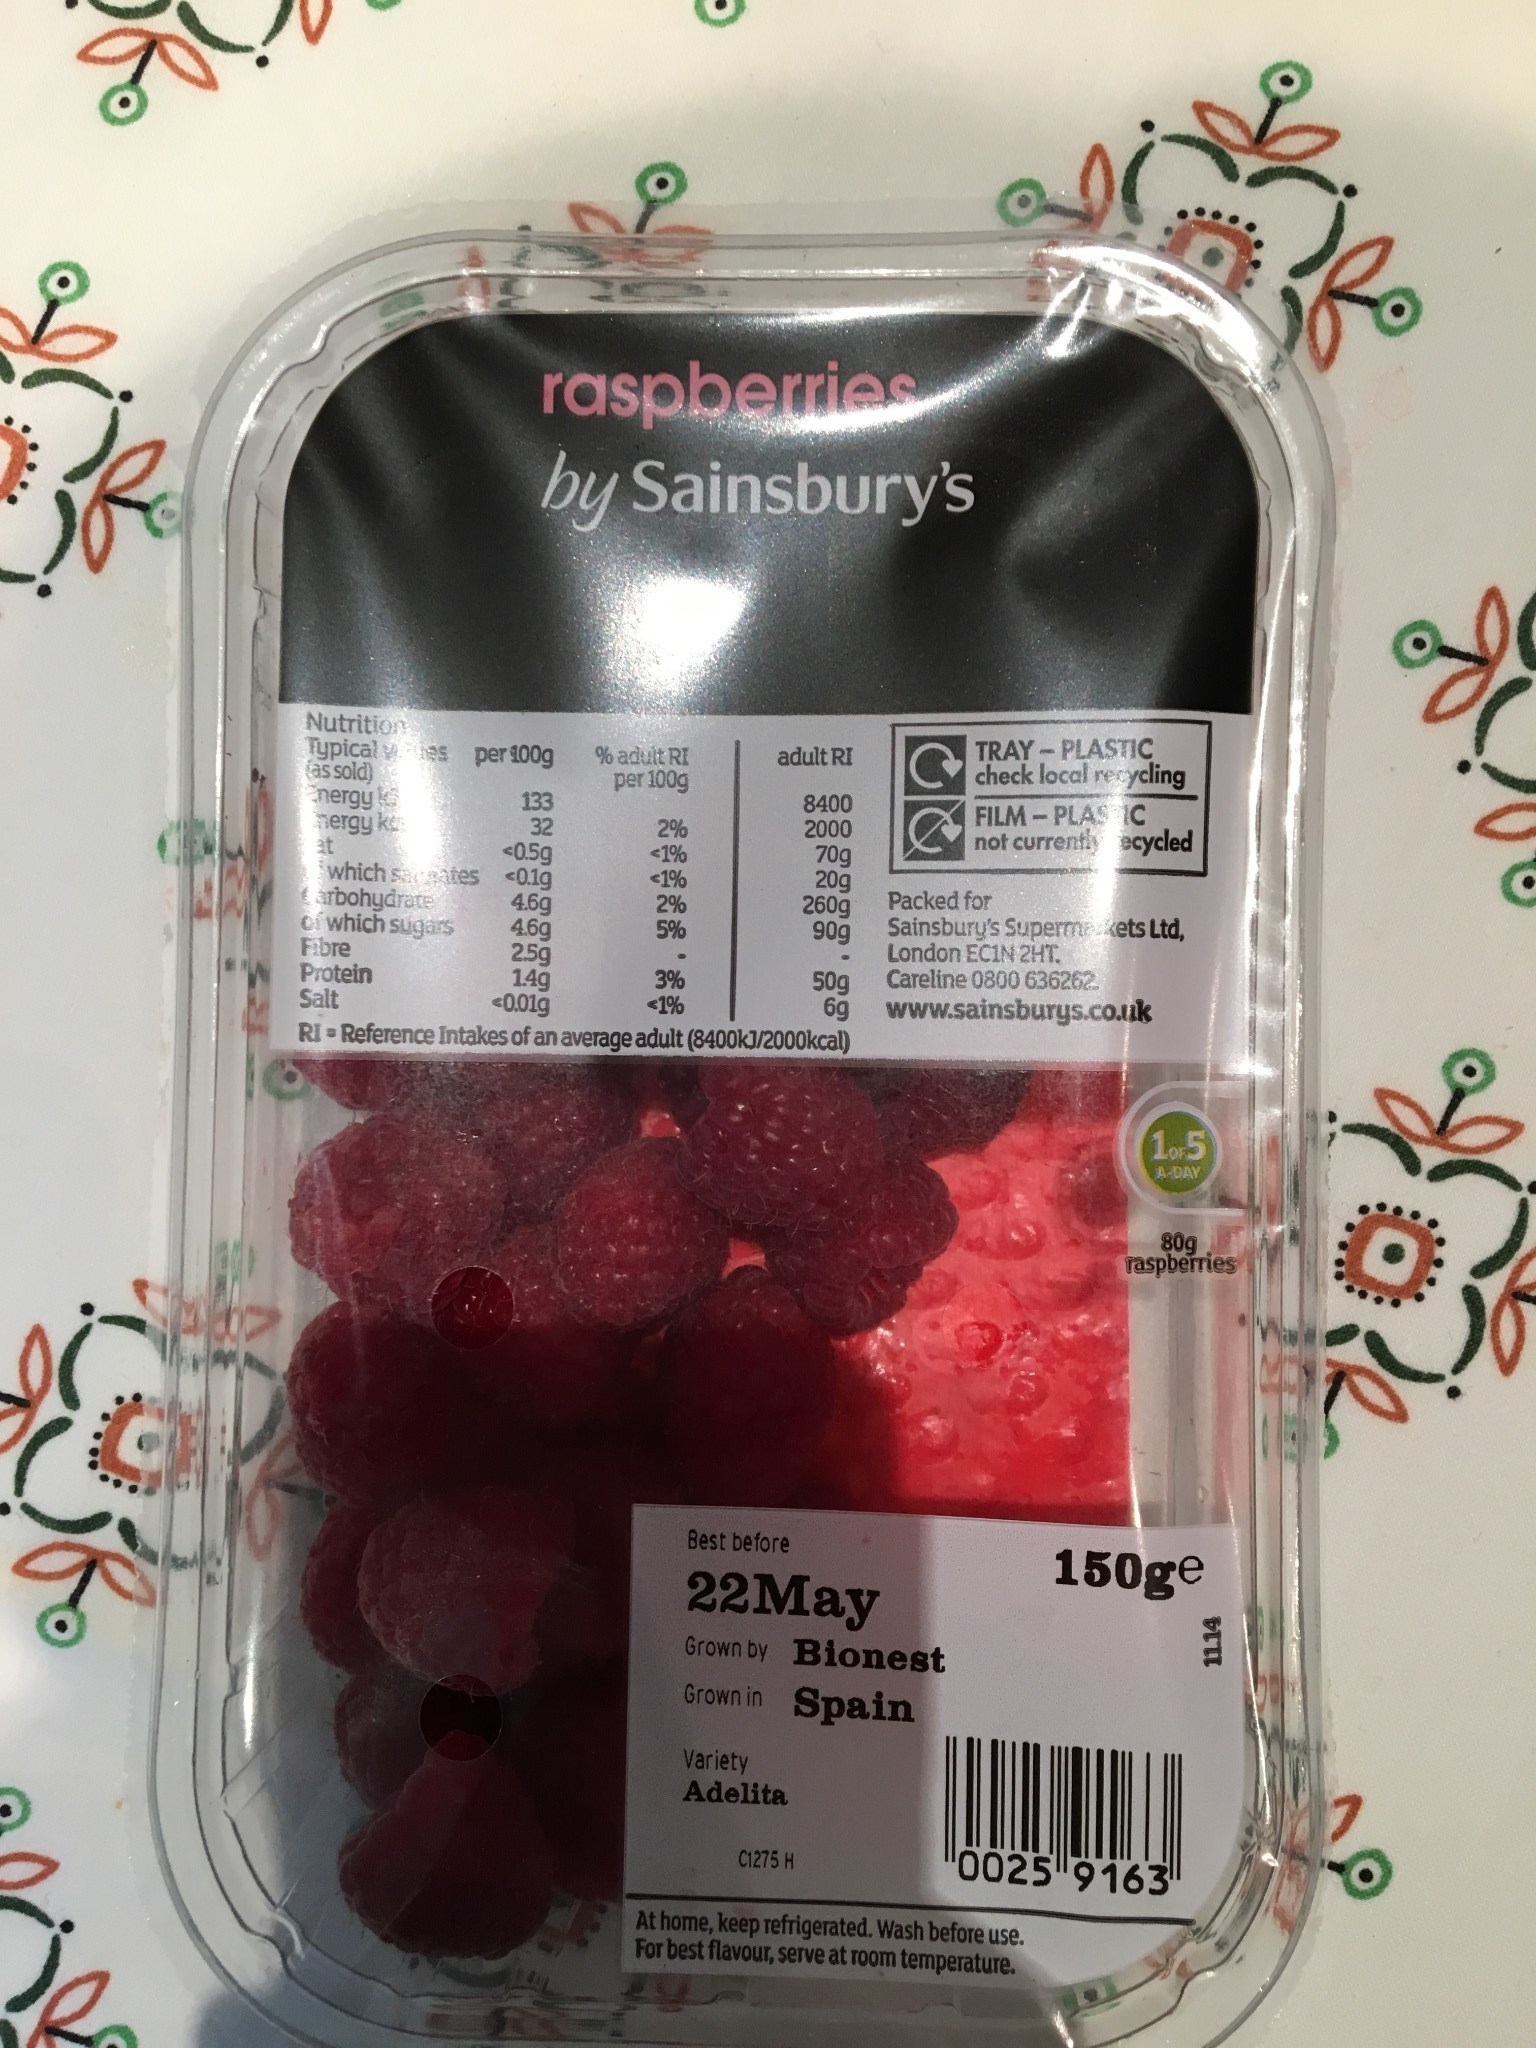 raspberries
by Sainsbury's
Nutrition
Typical per 100g % adult RI adult RI
(as sold) per 100g
133 8400
32 2% 2000
<0.5g <1% 70g
which <0.1g <1% 20g
4.6g 2% 260g
of which sugars 4.6g 5% 90g
Fibre 2.5g - -
Protein 1.4g 3% 50g
Salt <0.01g <1% 6g
RI = Reference Intakes of an average adult (8400kJ/2000kcal)
TRAY – PLASTIC
check local recycling
FILM – PLASTIC
not currently recycled
Packed for
Sainsbury's Supermarkets Ltd,
London EC1N 2HT.
Careline 0800 636262
www.sainsburys.co.uk
1 OF 5
A-DAY
80g
raspberries
Best before
22May
150ge
Grown by Bionest
Grown in Spain
11.14
Variety
Adelita
C1275 H
0025 9163
At home, keep refrigerated. Wash before use.
For best flavour, serve at room temperature.